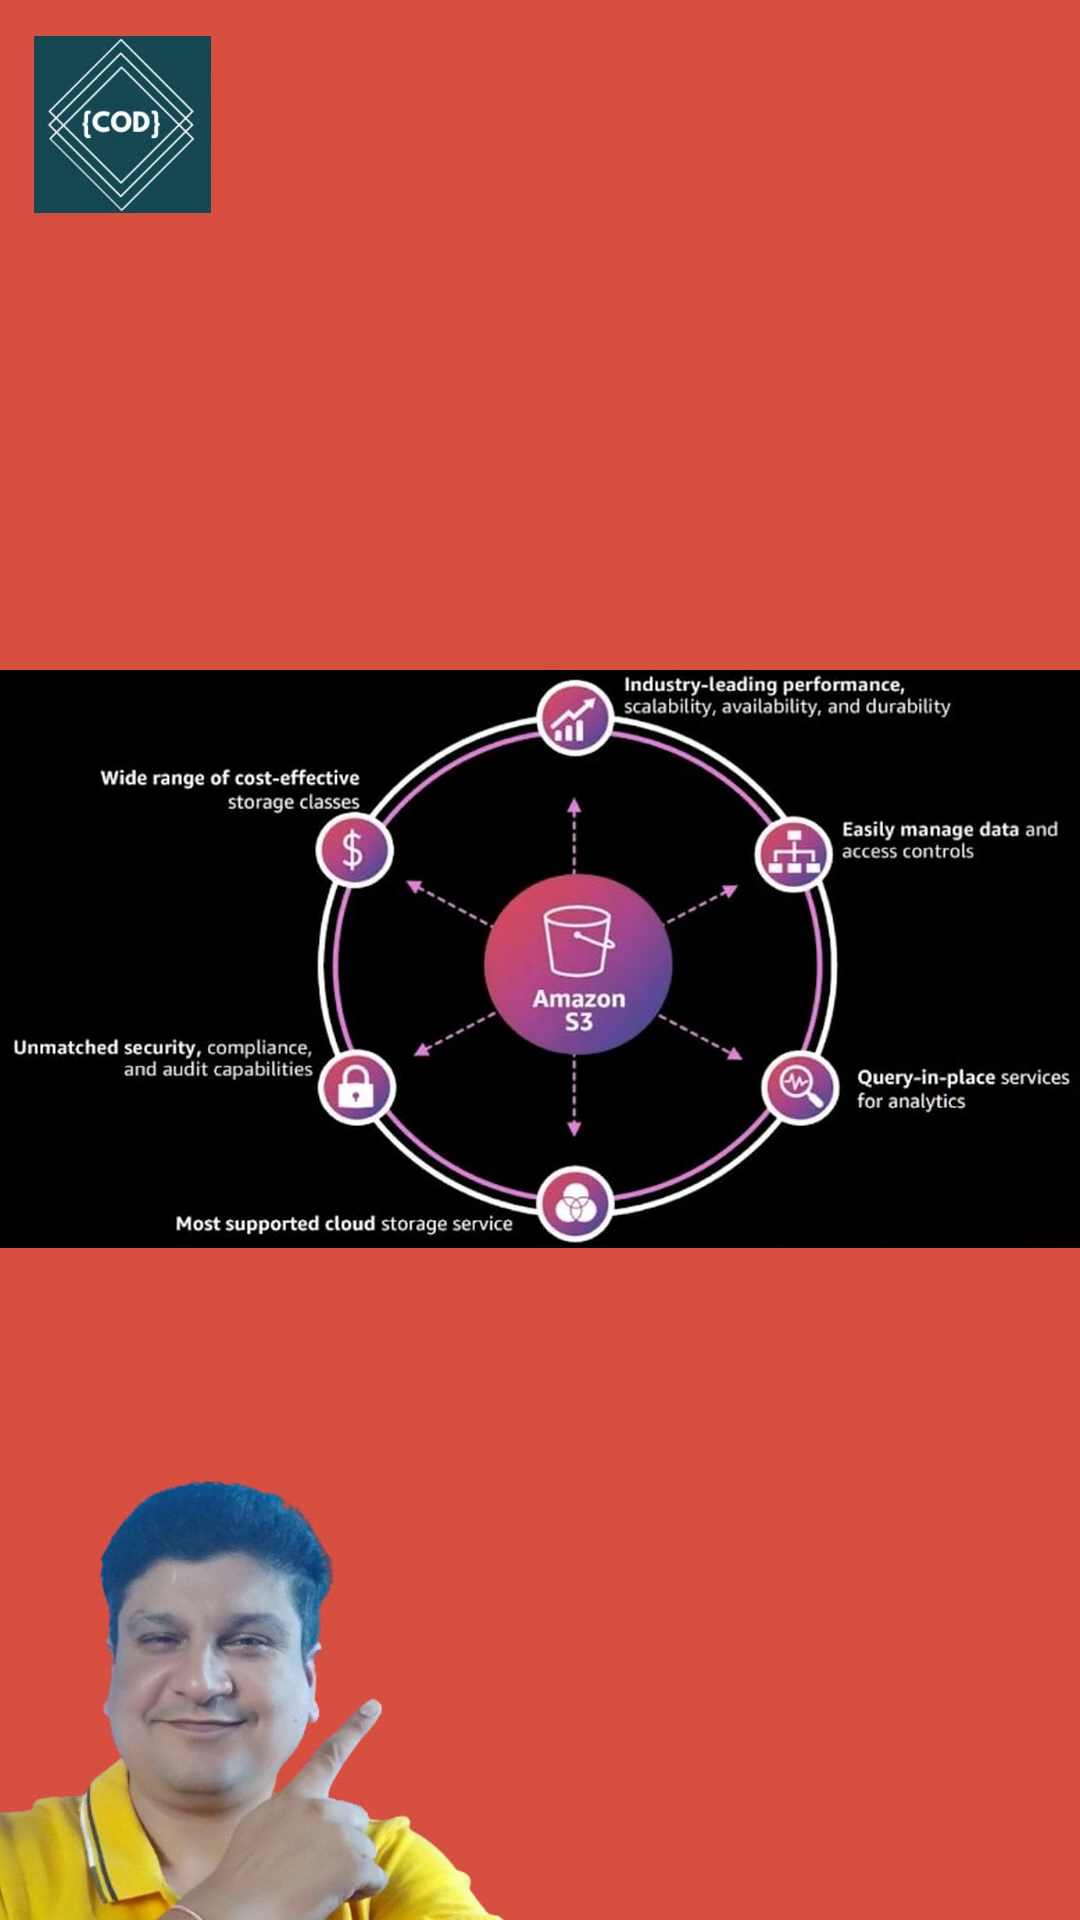 {COD}
Industry-leading performance,
scalability, availability, and durability
Wide range of cost-effective
storage classes
Easily manage data and
access controls
Amazon
S3
Unmatched security, compliance,
and audit capabilities
Query-in-place services
for analytics
Most supported cloud storage service